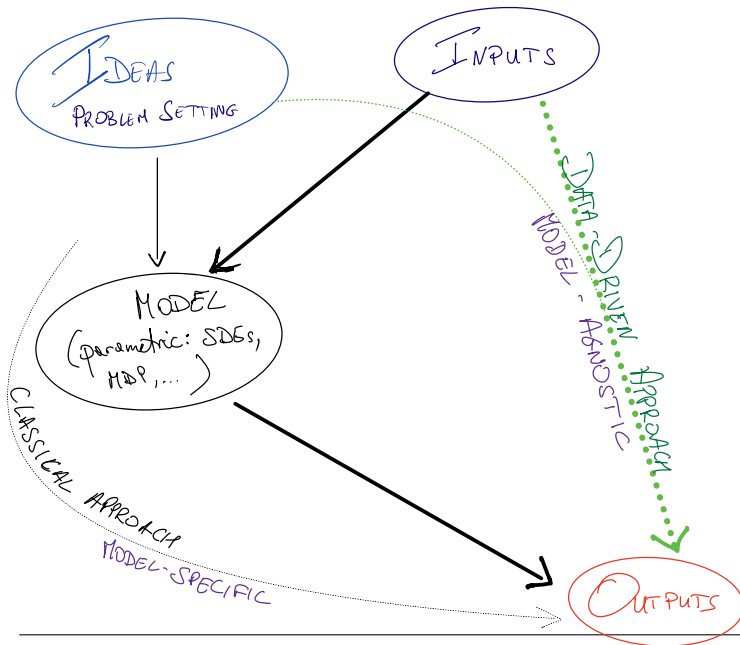 IDEAS
PROBLEM SETTING
INPUTS
DATA-DRIVEN APPROACH
MODEL-AGNOSTIC
MODEL
(parametric: SDEs,
MDP,...)
CLASSICAL APPROACH
MODEL-SPECIFIC
OUTPUTS